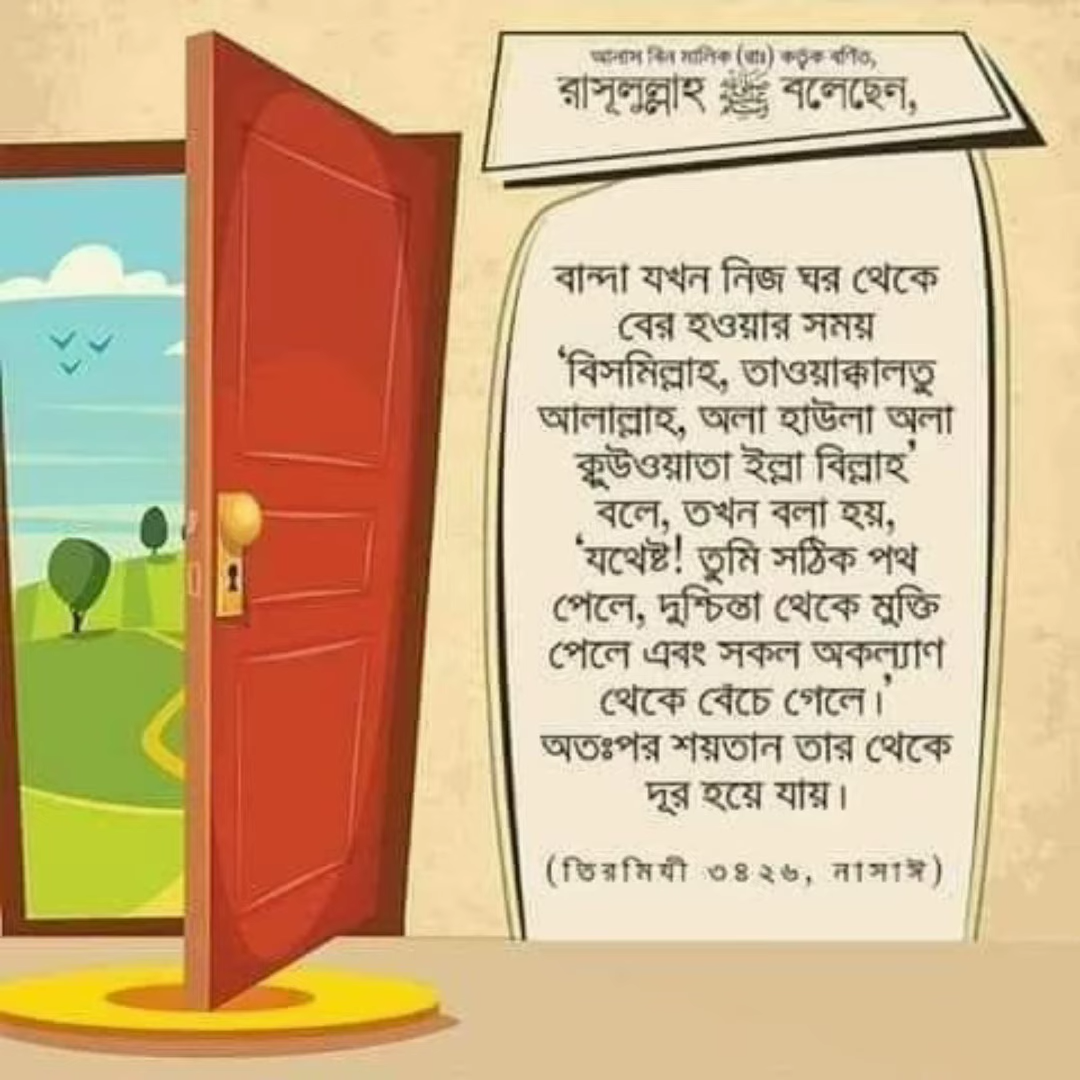 আনাস বিন মালিক (রাঃ) কর্তৃক বর্ণিত,
রাসূলুল্লাহ ﷺ বলেছেন,
বান্দা যখন নিজ ঘর থেকে
বের হওয়ার সময়
‘বিসমিল্লাহ, তাওয়াক্কালতু
আলাল্লাহ, অলা হাউলা অলা
ক্বুউওয়াতা ইল্লা বিল্লাহ’
বলে, তখন বলা হয়,
‘যথেষ্ট! তুমি সঠিক পথ
পেলে, দুশ্চিন্তা থেকে মুক্তি
পেলে এবং সকল অকল্যাণ
থেকে বেঁচে গেলে।’
অতঃপর শয়তান তার থেকে
দূর হয়ে যায়।
(তিরমিযী ৩৪২৬, নাসাঈ)